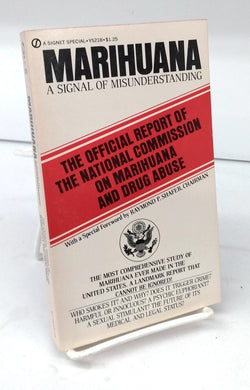 A SIGNET SPECIAL • Y5218 • $1.25
MARIHUANA
A SIGNAL OF MISUNDERSTANDING
THE OFFICIAL REPORT OF
THE NATIONAL COMMISSION
ON MARIHUANA
AND DRUG ABUSE
With a Special Foreword by RAYMOND P. SHAFER, CHAIRMAN
THE MOST COMPREHENSIVE STUDY OF
MARIHUANA EVER MADE IN THE
UNITED STATES. A LANDMARK REPORT THAT
CANNOT BE IGNORED!
WHO SMOKES IT? AND WHY? DOES IT TRIGGER CRIME?
HARMFUL OR INNOCUOUS? A PSYCHIC EUPHORIANT?
A SEXUAL STIMULANT? THE FUTURE OF ITS
MEDICAL AND LEGAL STATUS?